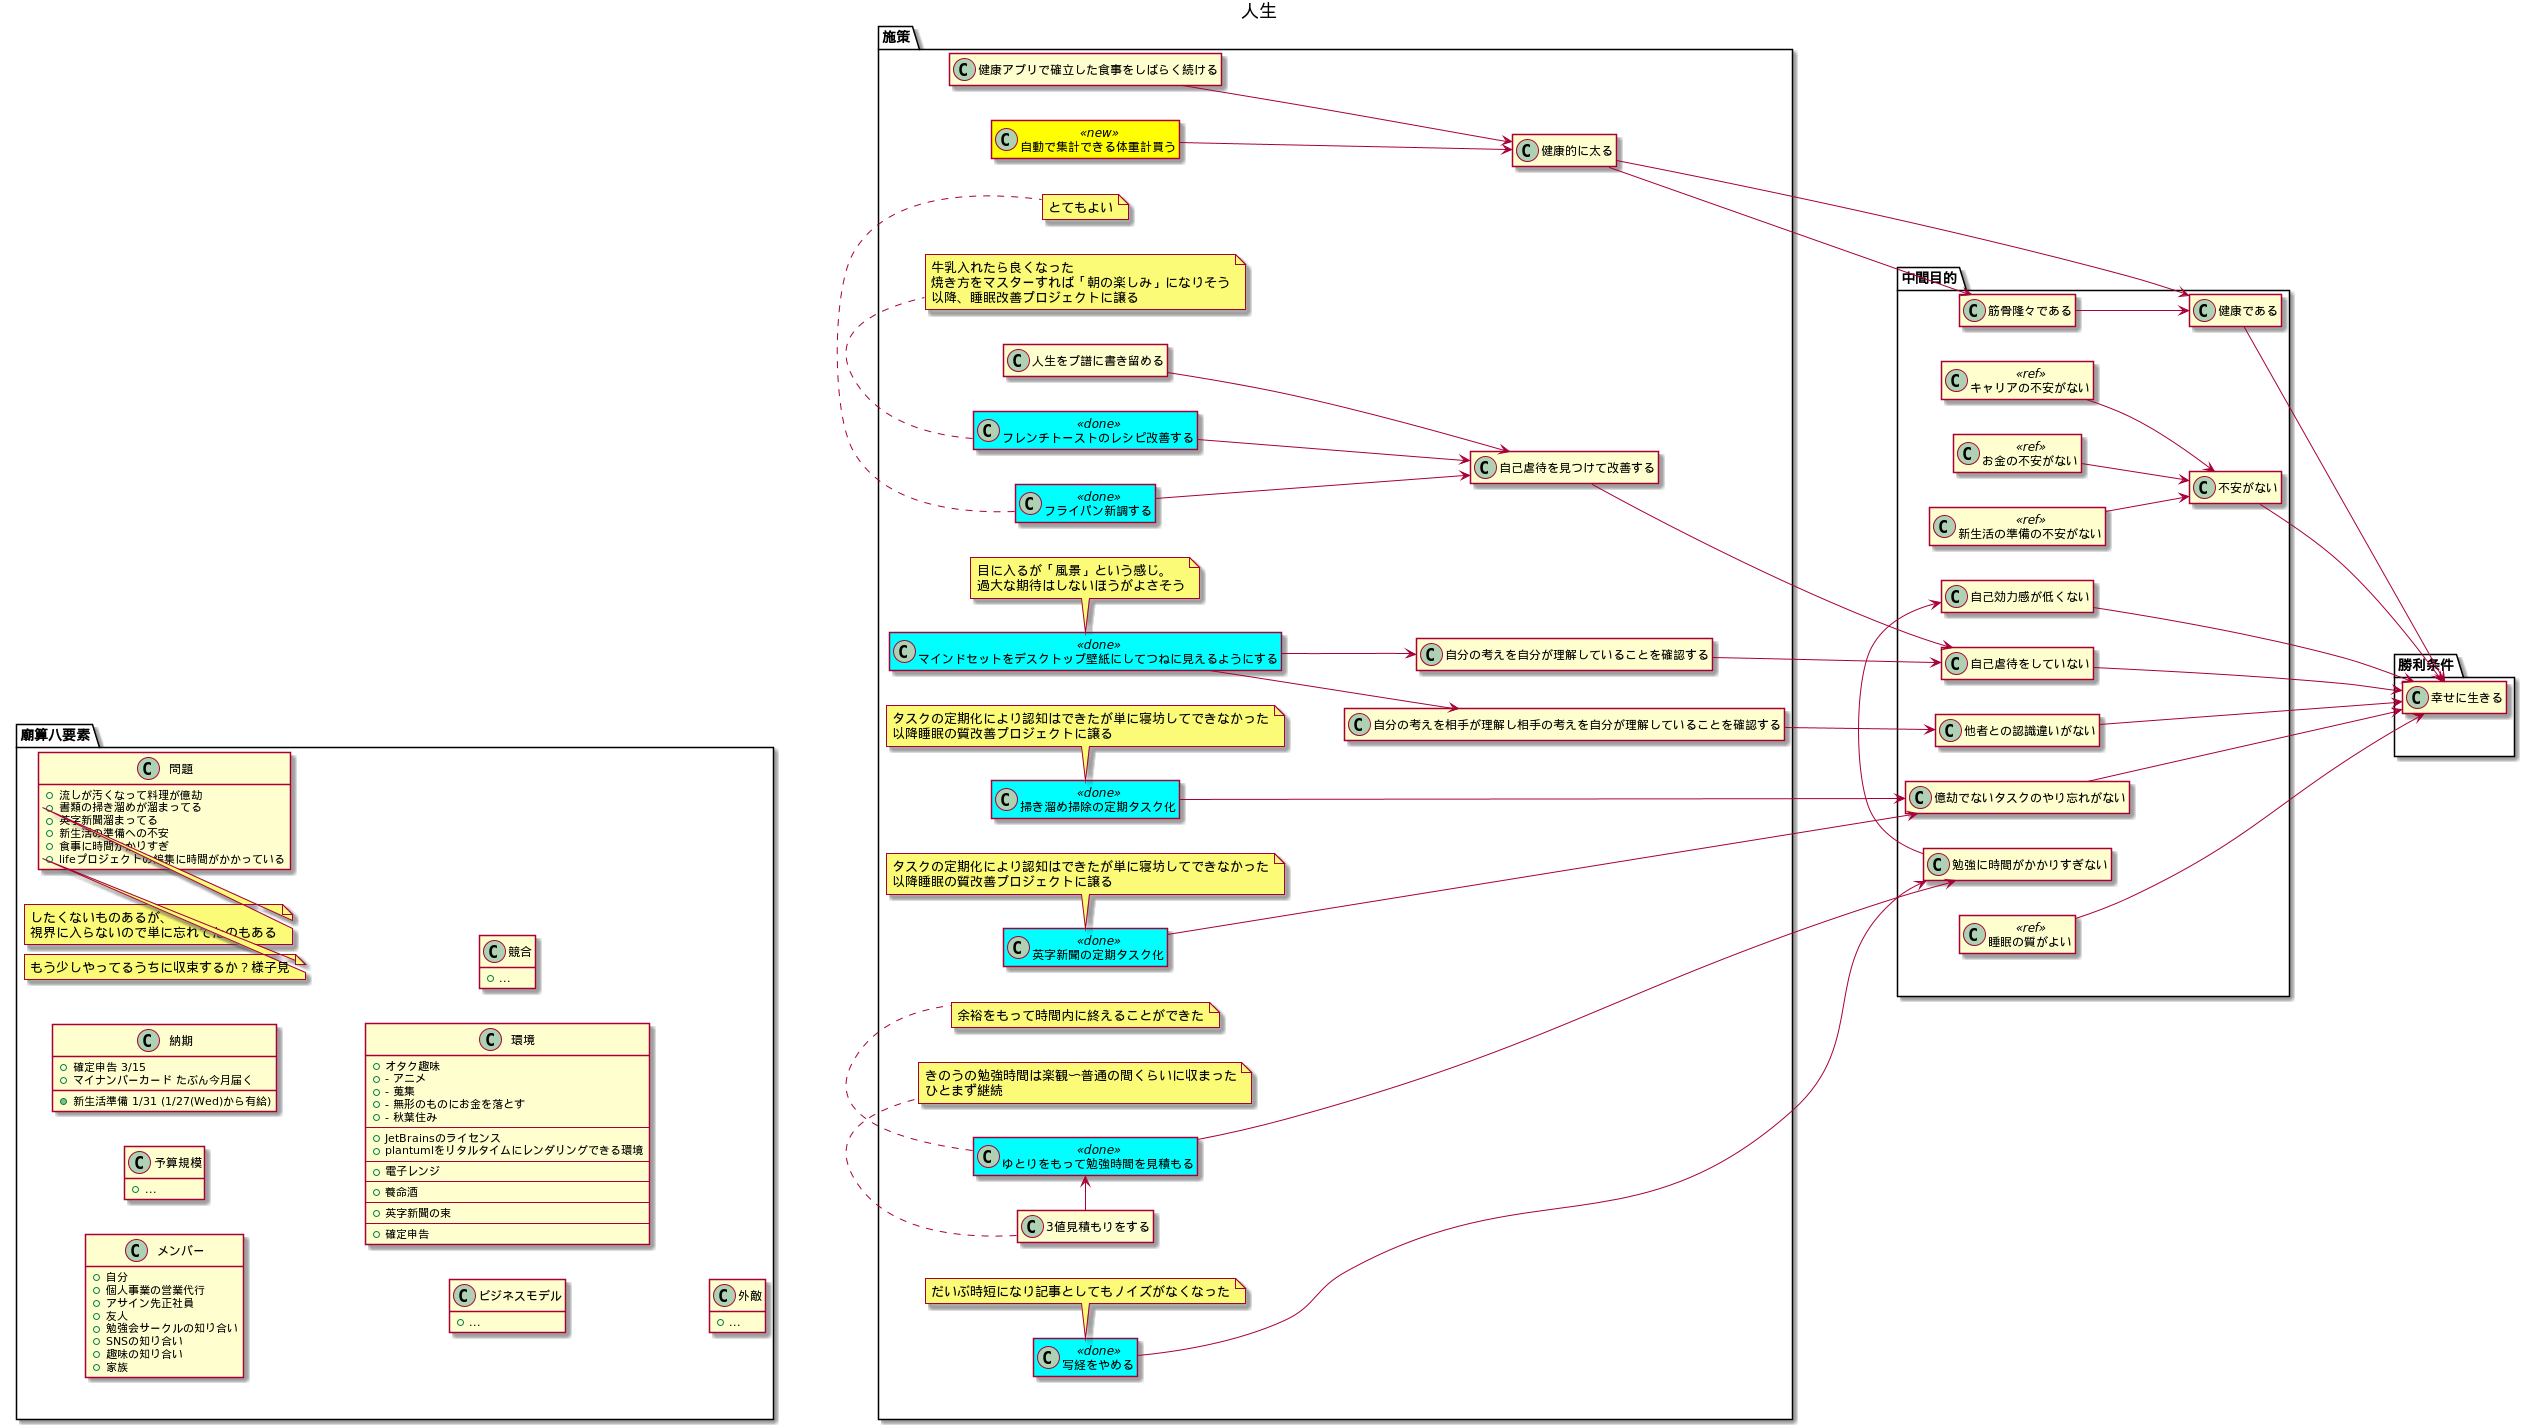 人生
施策
C 健康アプリで確立した食事をしばらく続ける
C «new»
自動で集計できる体重計買う
C 健康的に太る
とてもよい
牛乳入れたら良くなった
焼き方をマスターすれば「朝の楽しみ」になりそう
以降、睡眠改善プロジェクトに譲る
C 人生をプ譜に書き留める
C «done»
フレンチトーストのレシピ改善する
C 自己虐待を見つけて改善する
C «done»
フライパン新調する
目に入るが「風景」という感じ。
過大な期待はしないほうがよさそう
C «done»
マインドセットをデスクトップ壁紙にしてつねに見えるようにする
C 自分の考えを自分が理解していることを確認する
C 自分の考えを相手が理解し相手の考えを自分が理解していることを確認する
タスクの定期化により認知はできたが単に寝坊してできなかった
以降睡眠の質改善プロジェクトに譲る
C «done»
掃き溜め掃除の定期タスク化
タスクの定期化により認知はできたが単に寝坊してできなかった
以降睡眠の質改善プロジェクトに譲る
C «done»
英字新聞の定期タスク化
余裕をもって時間内に終えることができた
きのうの勉強時間は楽観〜普通の間くらいに収まった
ひとまず継続
C «done»
ゆとりをもって勉強時間を見積もる
C 3値見積もりをする
だいぶ時短になり記事としてもノイズがなくなった
C «done»
写経をやめる
中間目的
C 筋骨隆々である
C 健康である
C «ref»
キャリアの不安がない
C «ref»
お金の不安がない
C 不安がない
C «ref»
新生活の準備の不安がない
C 自己効力感が低くない
C 自己虐待をしていない
C 他者との認識違いがない
C 億劫でないタスクのやり忘れがない
C 勉強に時間がかかりすぎない
C «ref»
睡眠の質がよい
勝利条件
C 幸せに生きる
廟算八要素
C 問題
流しが汚くなって料理が億劫
書類の掃き溜めが溜まってる
英字新聞溜まってる
新生活の準備への不安
食事に時間かかりすぎ
lifeプロジェクトの編集に時間がかかっている
したくないものあるが、
視界に入らないので単に忘れてたのもある
もう少しやってるうちに収束するか？様子見
C 競合
...
C 納期
確定申告 3/15
マイナンバーカード たぶん今月届く
新生活準備 1/31 (1/27(Wed)から有給)
C 環境
オタク趣味
- アニメ
- 蒐集
- 無形のものにお金を落とす
- 秋葉住み
JetBrainsのライセンス
plantumlをリタルタイムにレンダリングできる環境
電子レンジ
養命酒
英字新聞の束
確定申告
C 予算規模
...
C メンバー
自分
個人事業の営業代行
アサイン先正社員
友人
勉強会サークルの知り合い
SNSの知り合い
趣味の知り合い
家族
C ビジネスモデル
...
C 外敵
...